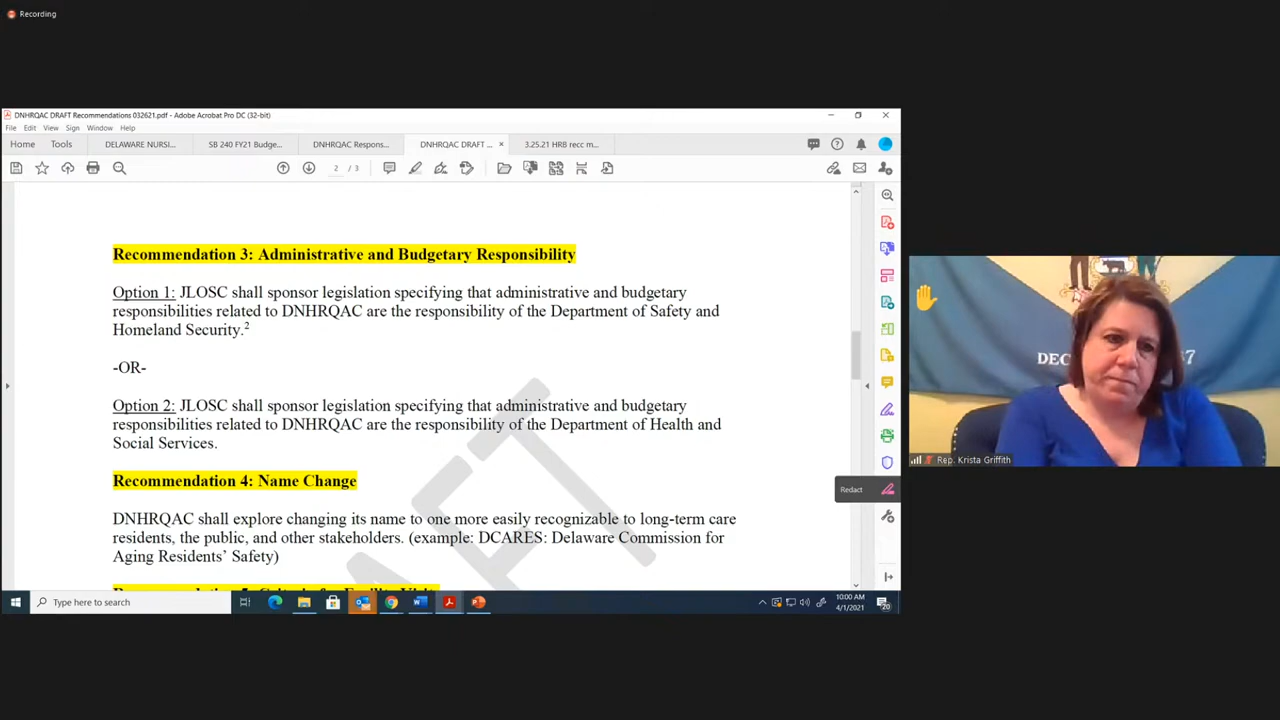 Recording
DNHRQAC DRAFT Recommendations 032621.pdf - Adobe Acrobat Pro DC (32-bit)
File Edit View Sign Window Help
Home Tools DELAWARE NURSI... SB 240 FY21 Budge... DNHRQAC Respons... DNHRQAC DRAFT ... × 3.25.21 HRB recc m...
2 / 3
Recommendation 3: Administrative and Budgetary Responsibility
Option 1: JLOSC shall sponsor legislation specifying that administrative and budgetary
responsibilities related to DNHRQAC are the responsibility of the Department of Safety and
Homeland Security.2
-OR-
Option 2: JLOSC shall sponsor legislation specifying that administrative and budgetary
responsibilities related to DNHRQAC are the responsibility of the Department of Health and
Social Services.
Recommendation 4: Name Change
DNHRQAC shall explore changing its name to one more easily recognizable to long-term care
residents, the public, and other stakeholders. (example: DCARES: Delaware Commission for
Aging Residents' Safety)
Redact
Rep. Krista Griffith
DEC
7
Type here to search
10:00 AM
4/1/2021
20